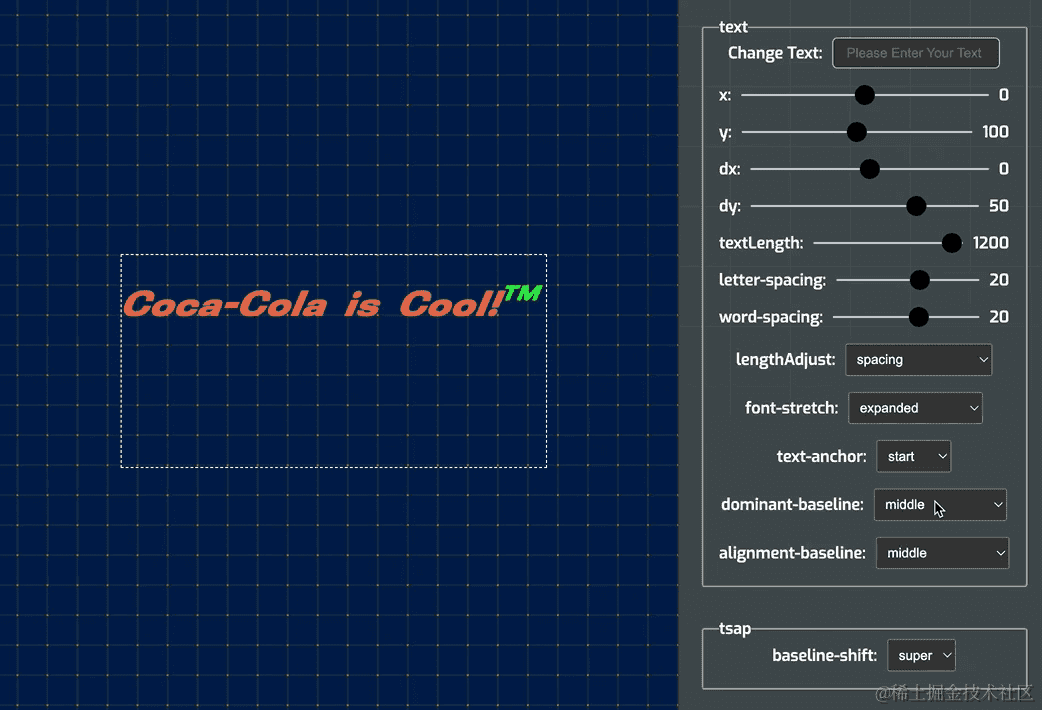 Coca-Cola is Cool!™
text
Change Text: Please Enter Your Text
x: 0
y: 100
dx: 0
dy: 50
textLength: 1200
letter-spacing: 20
word-spacing: 20
lengthAdjust: spacing
font-stretch: expanded
text-anchor: start
dominant-baseline: middle
alignment-baseline: middle
tsap
baseline-shift: super
@稀土掘金技术社区